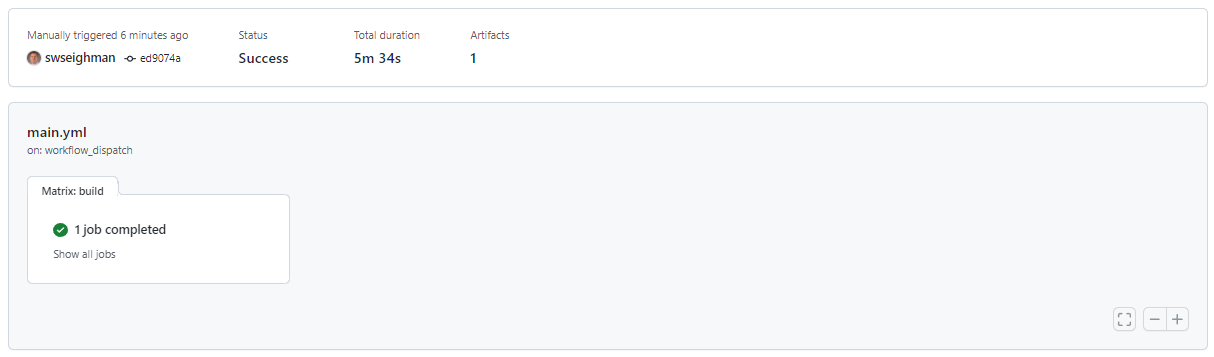 Manually triggered 6 minutes ago
swseighman ed9074a
Status
Success
Total duration
5m 34s
Artifacts
1
main.yml
on: workflow_dispatch
Matrix: build
1 job completed
Show all jobs